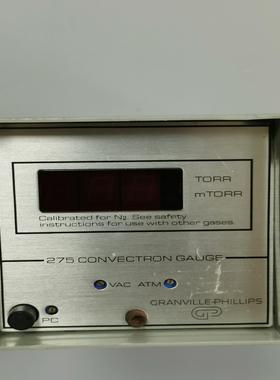 TORR
mTORR
Calibrated for N₂. See safety
instructions for use with other gases.
275 CONVECTRON GAUGE
VAC ATM
GRANVILLE-PHILLIPS
PC GP